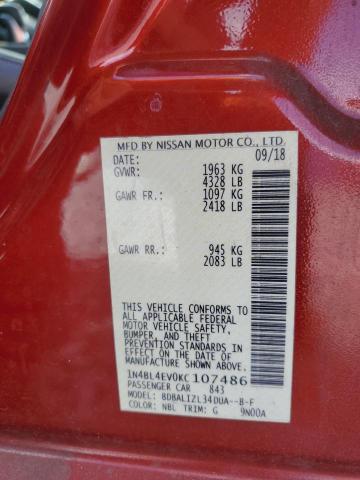 MFD BY NISSAN MOTOR CO., LTD.
DATE: 09/18
GVWR: 1963 KG
4328 LB
GAWR FR: 1097 KG
2418 LB
GAWR RR: 945 KG
2083 LB
THIS VEHICLE CONFORMS TO
ALL APPLICABLE FEDERAL
MOTOR VEHICLE SAFETY,
BUMPER, AND THEFT
PREVENTION STANDARDS IN
EFFECT ON THE DATE OF
MANUFACTURE SHOWN ABOVE.
1N4BL4EV0KC107486
PASSENGER CAR 843
MODEL: BDBALIZL34DUA--B-F
COLOR: NBL TRIM: G 9N00A